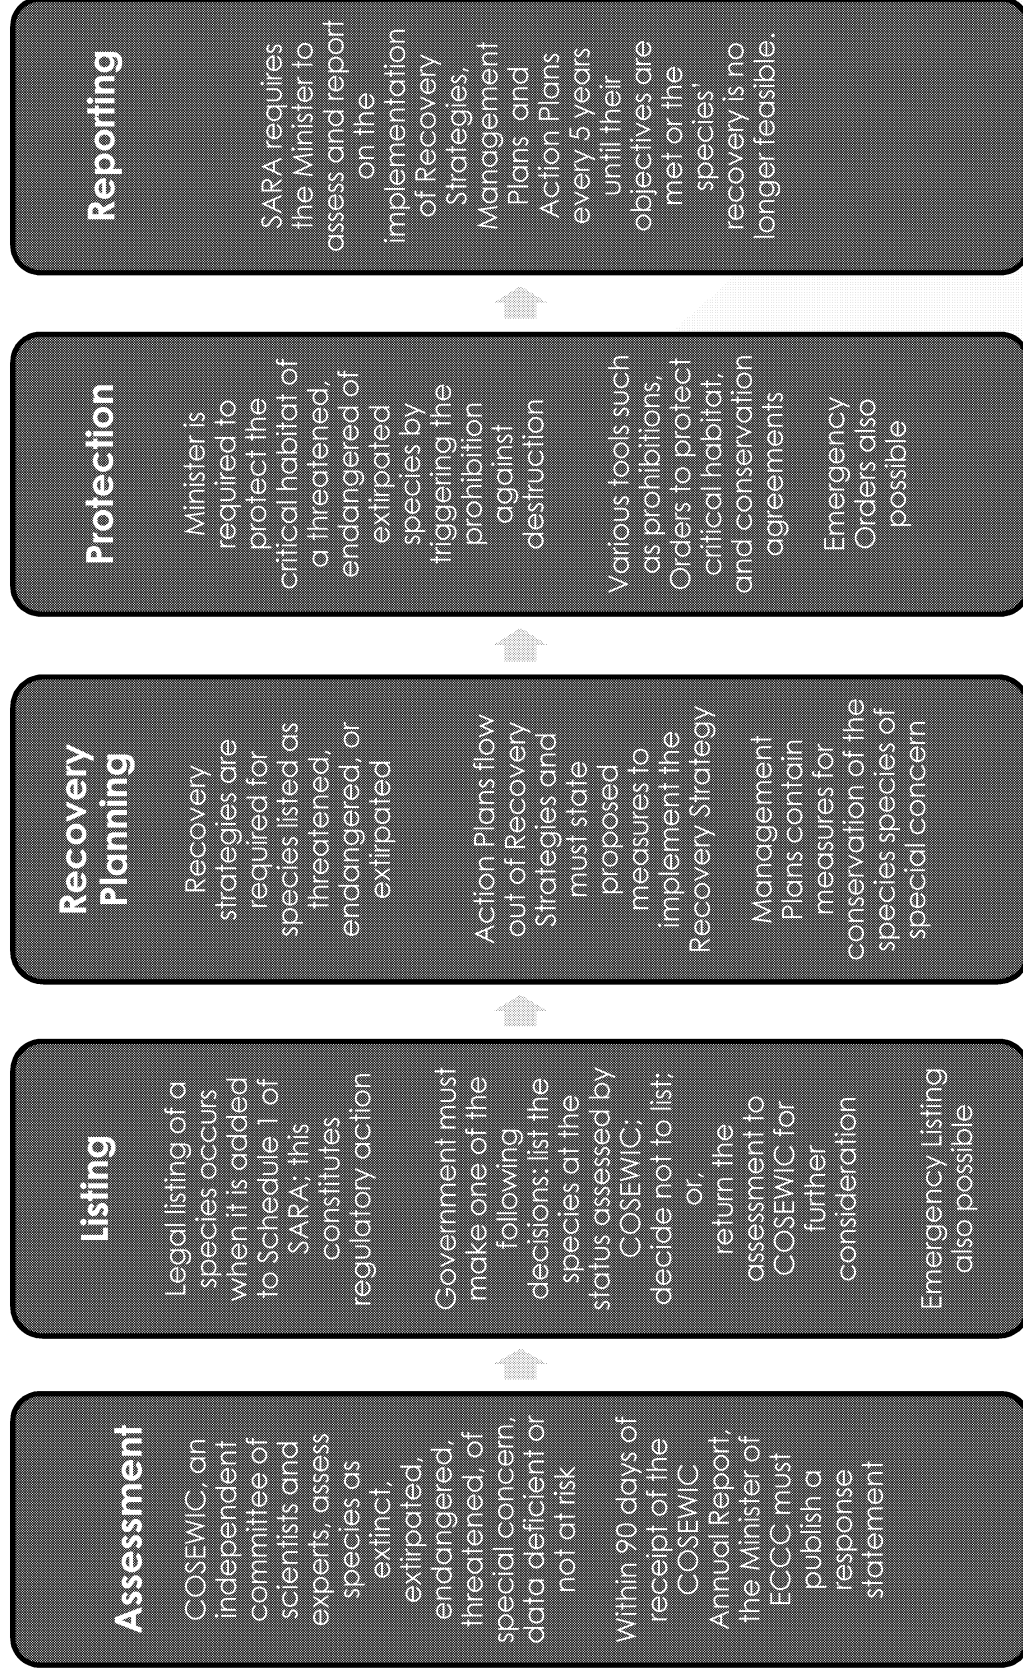 Assessment
COSEWIC, an
independent
committee of
scientists and
experts, assess
species as
extinct,
extirpated,
endangered,
threatened, of
special concern,
data deficient or
not at risk
Within 90 days of
receipt of the
COSEWIC
Annual Report,
the Minister of
ECCC must
publish a
response
statement
Listing
Legal listing of a
species occurs
when it is added
to Schedule 1 of
SARA; this
constitutes
regulatory action
Government must
make one of the
following
decisions: list the
species at the
status assessed by
COSEWIC;
decide not to list;
or,
return the
assessment to
COSEWIC for
further
consideration
Emergency Listing
also possible
Recovery
Planning
Recovery
strategies are
required for
species listed as
threatened,
endangered, or
extirpated
Action Plans flow
out of Recovery
Strategies and
must state
proposed
measures to
implement the
Recovery Strategy
Management
Plans contain
measures for
conservation of the
species species of
special concern
Protection
Minister is
required to
protect the
critical habitat of
a threatened,
endangered of
extirpated
species by
triggering the
prohibition
against
destruction
Various tools such
as prohibitions,
Orders to protect
critical habitat,
and conservation
agreements
Emergency
Orders also
possible
Reporting
SARA requires
the Minister to
assess and report
on the
implementation
of Recovery
Strategies,
Management
Plans and
Action Plans
every 5 years
until their
objectives are
met or the
species'
recovery is no
longer feasible.